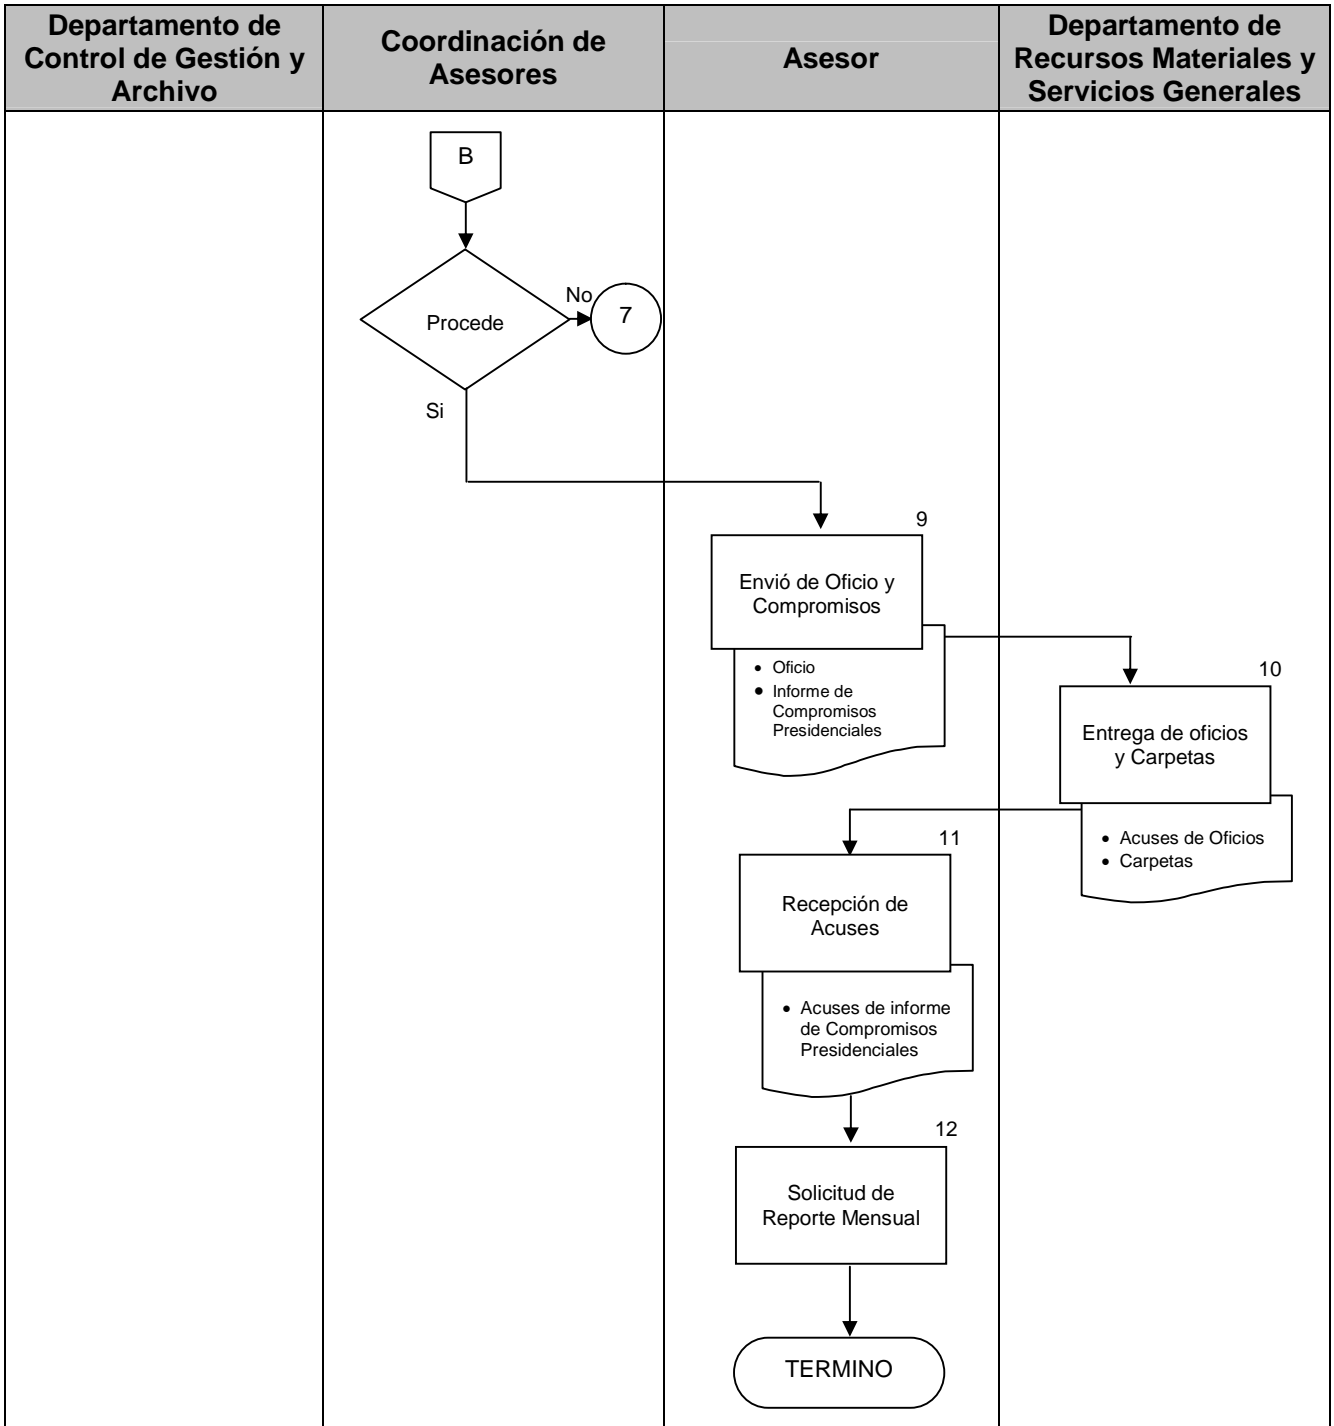 Departamento de
Control de Gestión y
Archivo
Coordinación de
Asesores
Asesor
Departamento de
Recursos Materiales y
Servicios Generales
B
Procede
No
7
Si
9
Envió de Oficio y
Compromisos
• Oficio
• Informe de
Compromisos
Presidenciales
10
Entrega de oficios
y Carpetas
• Acuses de Oficios
• Carpetas
11
Recepción de
Acuses
• Acuses de informe
de Compromisos
Presidenciales
12
Solicitud de
Reporte Mensual
TERMINO